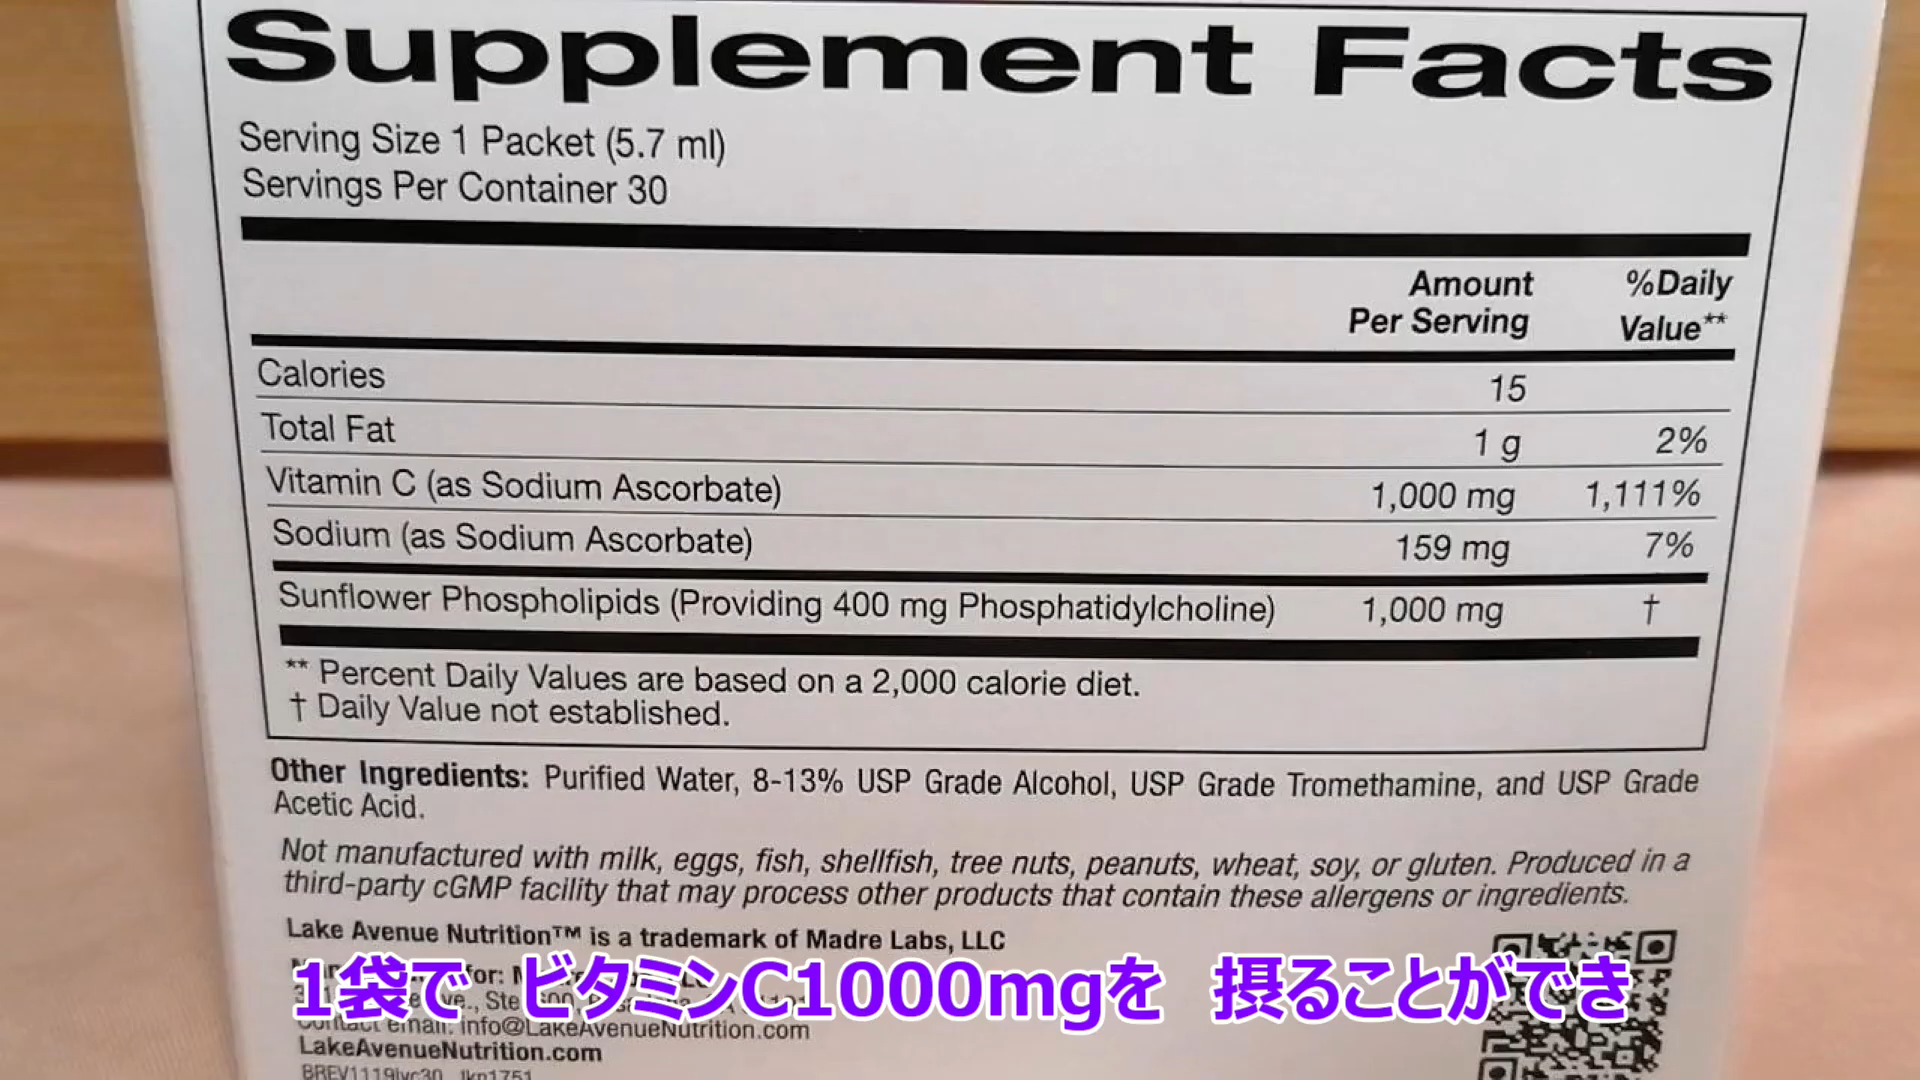 Supplement Facts
Serving Size 1 Packet (5.7 ml)
Servings Per Container 30
Amount Per Serving
%Daily Value**
Calories 15
Total Fat 1 g 2%
Vitamin C (as Sodium Ascorbate) 1,000 mg 1,111%
Sodium (as Sodium Ascorbate) 159 mg 7%
Sunflower Phospholipids (Providing 400 mg Phosphatidylcholine) 1,000 mg †
** Percent Daily Values are based on a 2,000 calorie diet.
† Daily Value not established.
Other Ingredients: Purified Water, 8-13% USP Grade Alcohol, USP Grade Tromethamine, and USP Grade
Acetic Acid.
Not manufactured with milk, eggs, fish, shellfish, tree nuts, peanuts, wheat, soy, or gluten. Produced in a
third-party cGMP facility that may process other products that contain these allergens or ingredients.
Lake Avenue Nutrition™ is a trademark of Madre Labs, LLC
for:
1袋で ビタミンC1000mgを 摂ることができ
Ste
Contact email: info@LakeAvenueNutrition.com
LakeAvenueNutrition.com